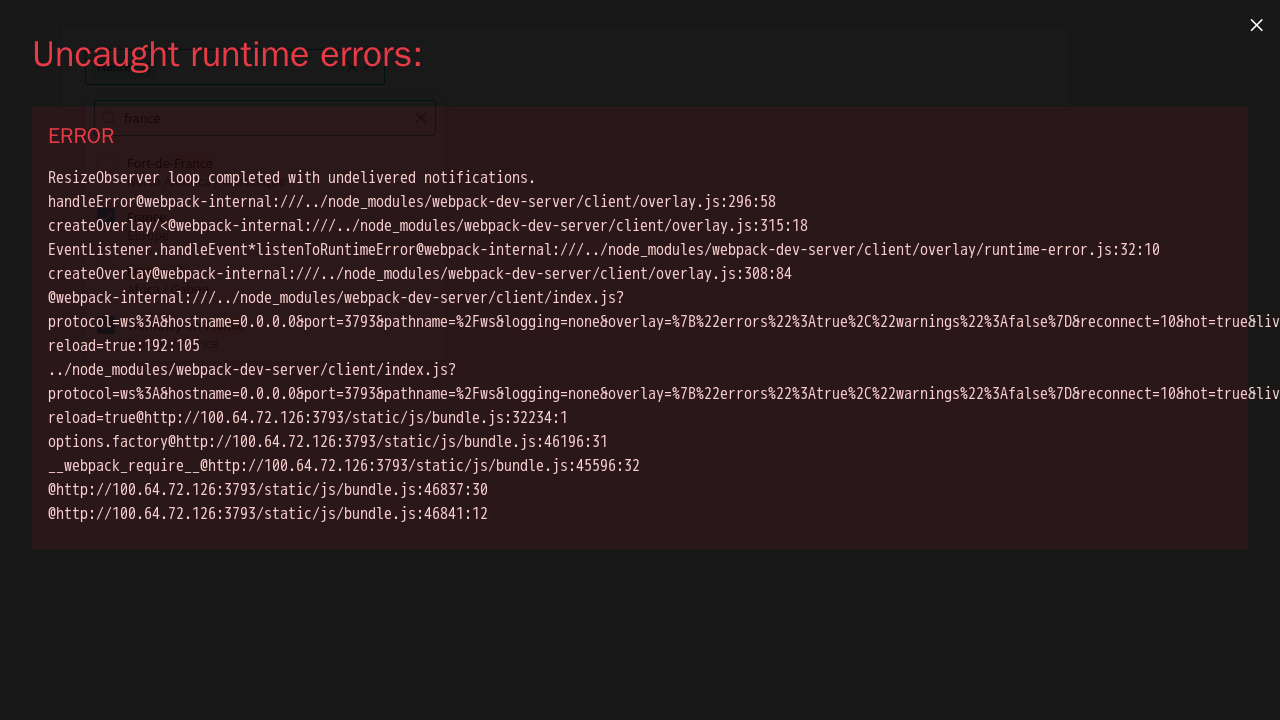 Uncaught runtime errors:
france
ERROR
Fort-de-France
ResizeObserver loop completed with undelivered notifications.
handleError@webpack-internal:///../node_modules/webpack-dev-server/client/overlay.js:296:58
createOverlay/<@webpack-internal:///../node_modules/webpack-dev-server/client/overlay.js:315:18
EventListener.handleEvent*listenToRuntimeError@webpack-internal:///../node_modules/webpack-dev-server/client/overlay/runtime-error.js:32:10
createOverlay@webpack-internal:///../node_modules/webpack-dev-server/client/overlay.js:308:84
@webpack-internal:///../node_modules/webpack-dev-server/client/index.js?
protocol=ws%3A&hostname=0.0.0.0&port=3793&pathname=%2Fws&logging=none&overlay=%7B%22errors%22%3Atrue%2C%22warnings%22%3Afalse%7D&reconnect=10&hot=true&liv
reload=true:192:105
../node_modules/webpack-dev-server/client/index.js?
protocol=ws%3A&hostname=0.0.0.0&port=3793&pathname=%2Fws&logging=none&overlay=%7B%22errors%22%3Atrue%2C%22warnings%22%3Afalse%7D&reconnect=10&hot=true&liv
reload=true@http://100.64.72.126:3793/static/js/bundle.js:32234:1
options.factory@http://100.64.72.126:3793/static/js/bundle.js:46196:31
__webpack_require__@http://100.64.72.126:3793/static/js/bundle.js:45596:32
@http://100.64.72.126:3793/static/js/bundle.js:46837:30
@http://100.64.72.126:3793/static/js/bundle.js:46841:12